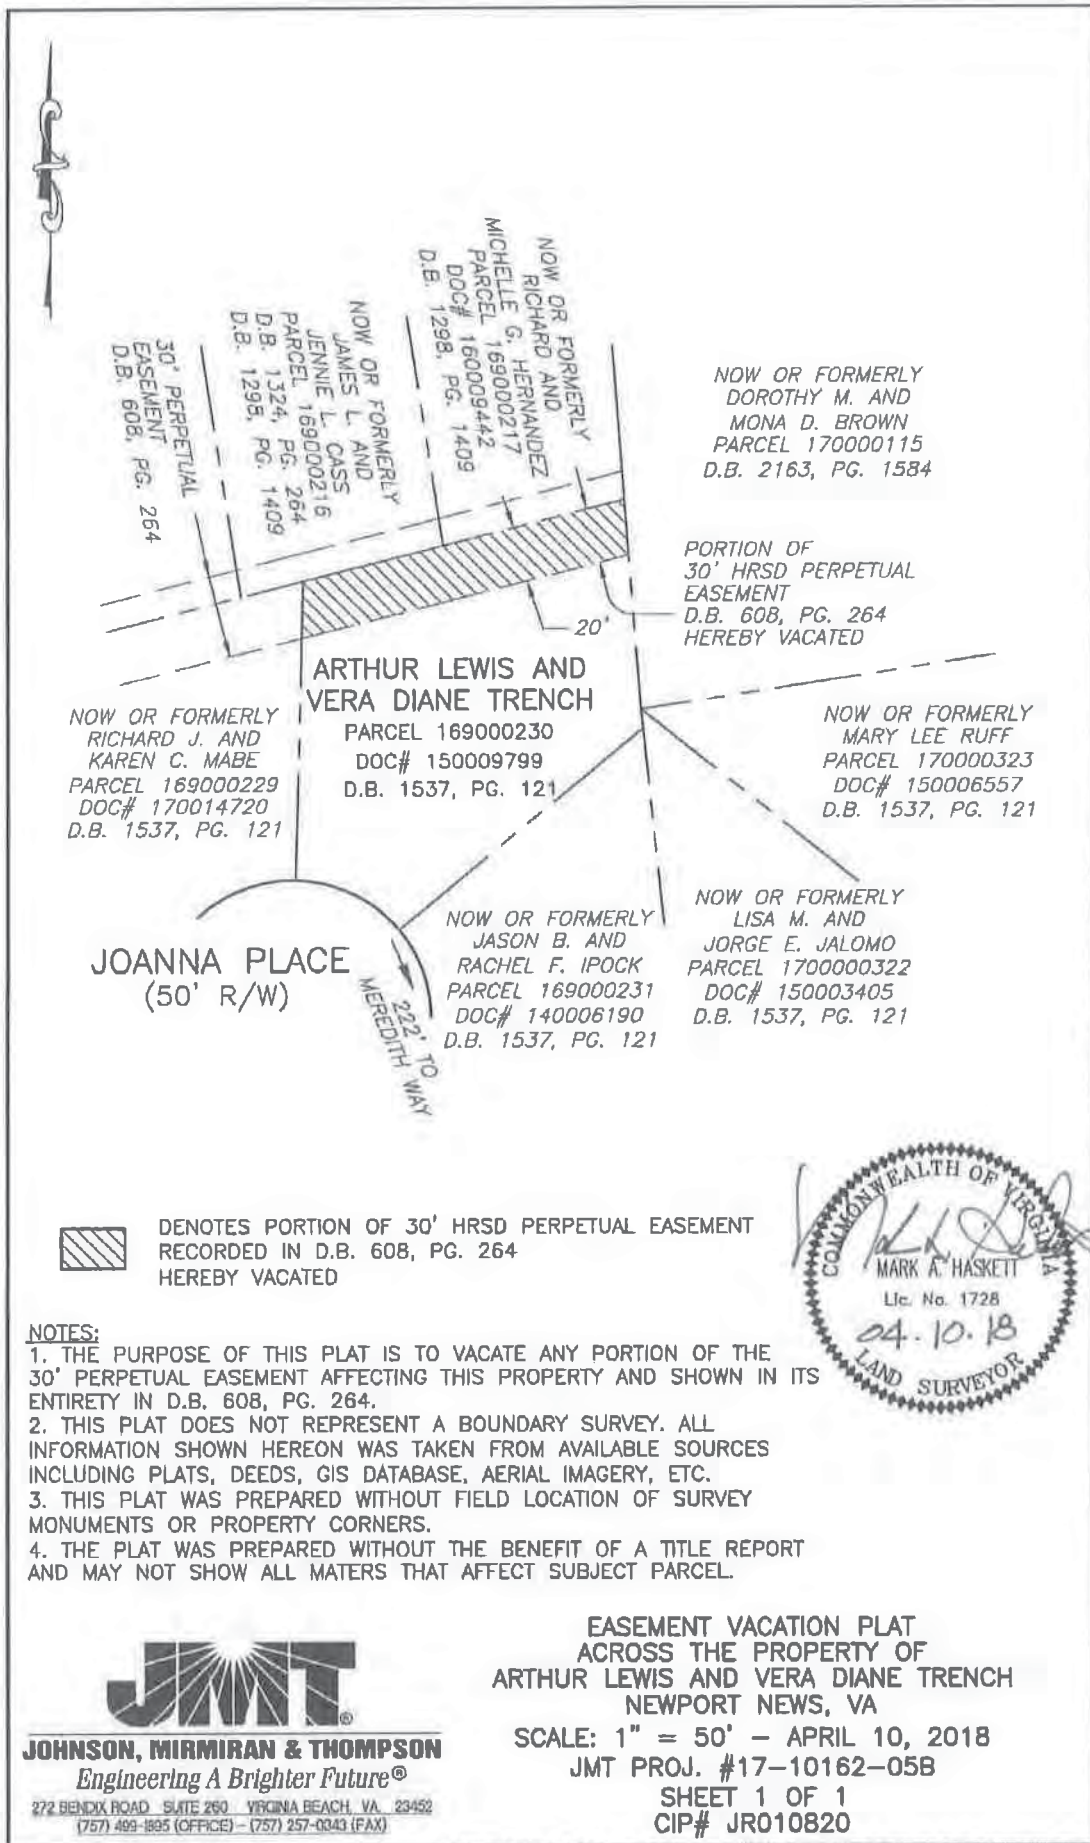 NOW OR FORMERLY
RICHARD AND
MICHELLE G. HERNANDEZ
PARCEL 169000217
DOC# 160009442
D.B. 1298, PG. 1409
NOW OR FORMERLY
JAMES L. AND
JENNIE L. CASS
PARCEL 169000216
D.B. 1324, PG. 264
D.B. 1298, PG. 1409
30' PERPETUAL
EASEMENT
D.B. 608, PG. 264
NOW OR FORMERLY
DOROTHY M. AND
MONA D. BROWN
PARCEL 170000115
D.B. 2163, PG. 1584
PORTION OF
30' HRSD PERPETUAL
EASEMENT
D.B. 608, PG. 264
HEREBY VACATED
20'
ARTHUR LEWIS AND
VERA DIANE TRENCH
PARCEL 169000230
DOC# 150009799
D.B. 1537, PG. 121
NOW OR FORMERLY
RICHARD J. AND
KAREN C. MABE
PARCEL 169000229
DOC# 170014720
D.B. 1537, PG. 121
NOW OR FORMERLY
MARY LEE RUFF
PARCEL 170000323
DOC# 150006557
D.B. 1537, PG. 121
JOANNA PLACE
(50' R/W)
222' TO
MEREDITH WAY
NOW OR FORMERLY
JASON B. AND
RACHEL F. IPOCK
PARCEL 169000231
DOC# 140006190
D.B. 1537, PG. 121
NOW OR FORMERLY
LISA M. AND
JORGE E. JALOMO
PARCEL 1700000322
DOC# 150003405
D.B. 1537, PG. 121
DENOTES PORTION OF 30' HRSD PERPETUAL EASEMENT
RECORDED IN D.B. 608, PG. 264
HEREBY VACATED
COMMONWEALTH OF VIRGINIA
MARK A. HASKETT
Lic. No. 1728
04.10.18
LAND SURVEYOR
NOTES:
1. THE PURPOSE OF THIS PLAT IS TO VACATE ANY PORTION OF THE
30' PERPETUAL EASEMENT AFFECTING THIS PROPERTY AND SHOWN IN ITS
ENTIRETY IN D.B. 608, PG. 264.
2. THIS PLAT DOES NOT REPRESENT A BOUNDARY SURVEY. ALL
INFORMATION SHOWN HEREON WAS TAKEN FROM AVAILABLE SOURCES
INCLUDING PLATS, DEEDS, GIS DATABASE, AERIAL IMAGERY, ETC.
3. THIS PLAT WAS PREPARED WITHOUT FIELD LOCATION OF SURVEY
MONUMENTS OR PROPERTY CORNERS.
4. THE PLAT WAS PREPARED WITHOUT THE BENEFIT OF A TITLE REPORT
AND MAY NOT SHOW ALL MATERS THAT AFFECT SUBJECT PARCEL.
JMT®
JOHNSON, MIRMIRAN & THOMPSON
Engineering A Brighter Future®
272 BENDIX ROAD SUITE 260 VIRGINIA BEACH, VA 23452
(757) 499-1895 (OFFICE) - (757) 257-0343 (FAX)
EASEMENT VACATION PLAT
ACROSS THE PROPERTY OF
ARTHUR LEWIS AND VERA DIANE TRENCH
NEWPORT NEWS, VA
SCALE: 1" = 50' - APRIL 10, 2018
JMT PROJ. #17-10162-05B
SHEET 1 OF 1
CIP# JR010820